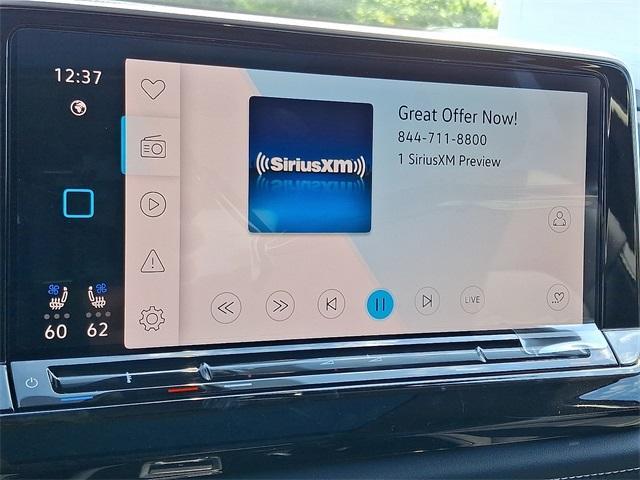 12:37
Great Offer Now!
844-711-8800
1 SiriusXM Preview
((SiriusXM))
LIVE
60 62